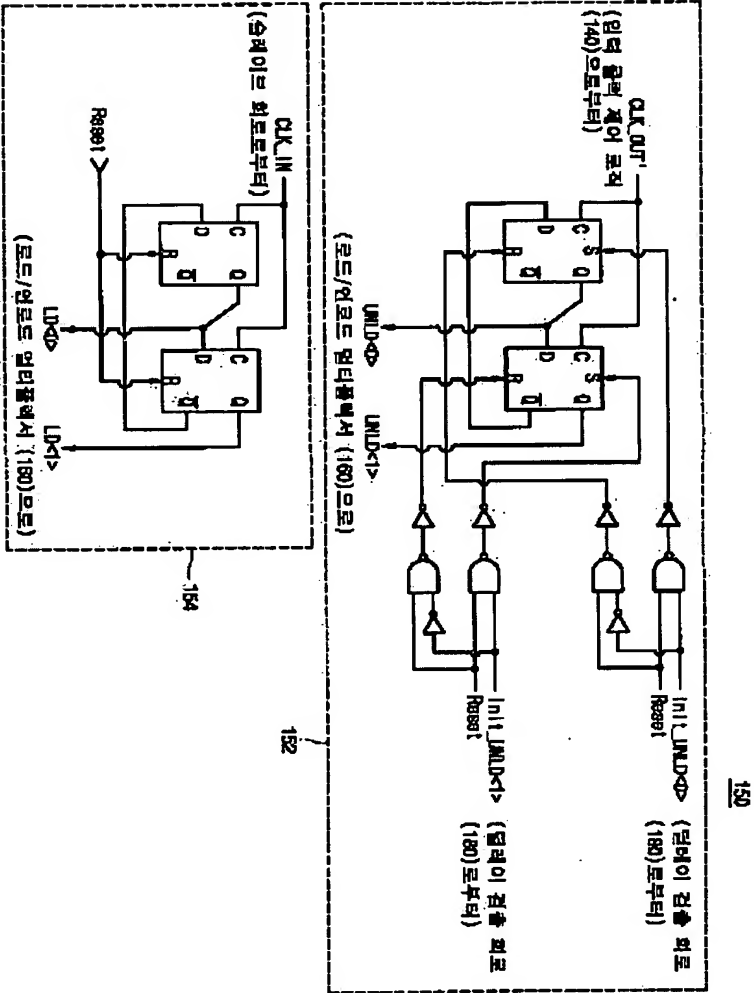 150
(입력 클럭 제어 로직
(140)으로부터)
CLK_OUT'
S
C
Q
D
Q
R
S
C
Q
D
Q
R
UNLD<0>
UNLD<1>
(로드/언로드 멀티플렉서 (160)으로)
Init_UNLD<0>
Reset
(딜레이 검출 회로
(180)로부터)
Init_UNLD<1>
Reset
(딜레이 검출 회로
(180)로부터)
152
(슬레이브 회로로부터)
CLK_IN
Reset
C
Q
D
Q
R
C
Q
D
Q
R
LD<0>
LD<1>
(로드/언로드 멀티플렉서 (160)으로)
154